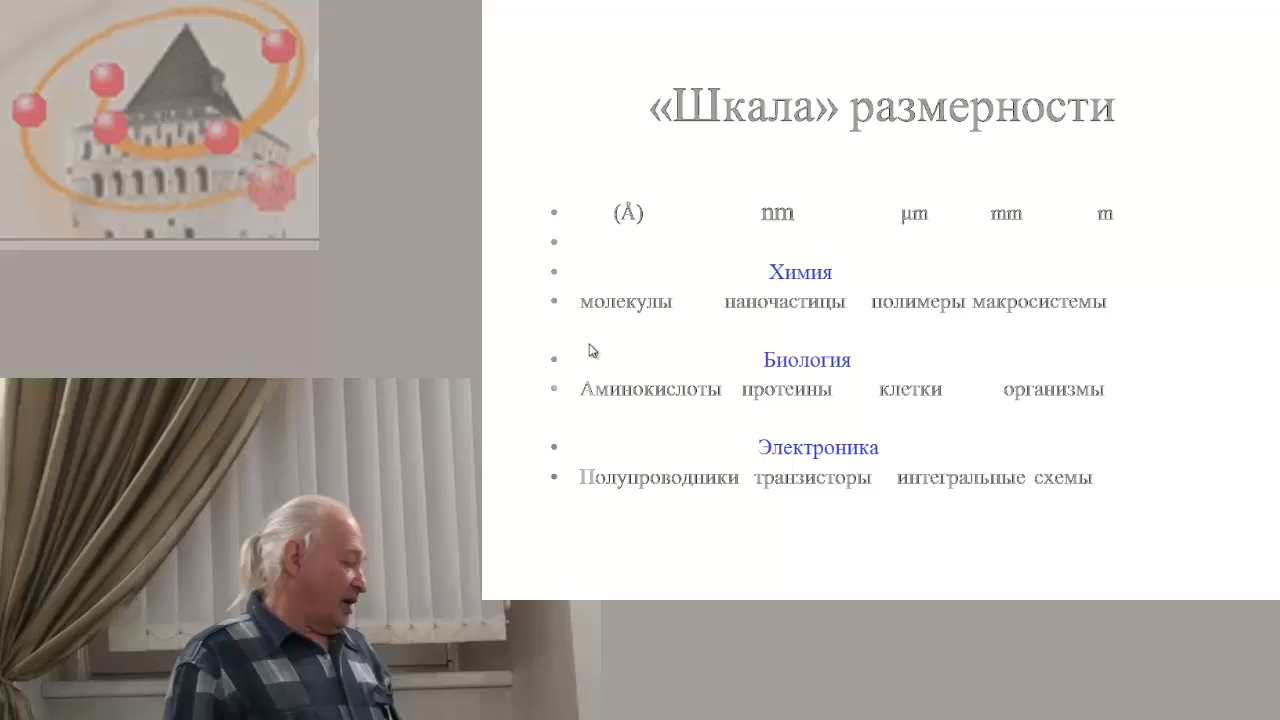 «Шкала» размерности
(Å) nm μm mm m
Химия
молекулы наночастицы полимеры макросистемы
Биология
Аминокислоты протеины клетки организмы
Электроника
Полупроводники транзисторы интегральные схемы